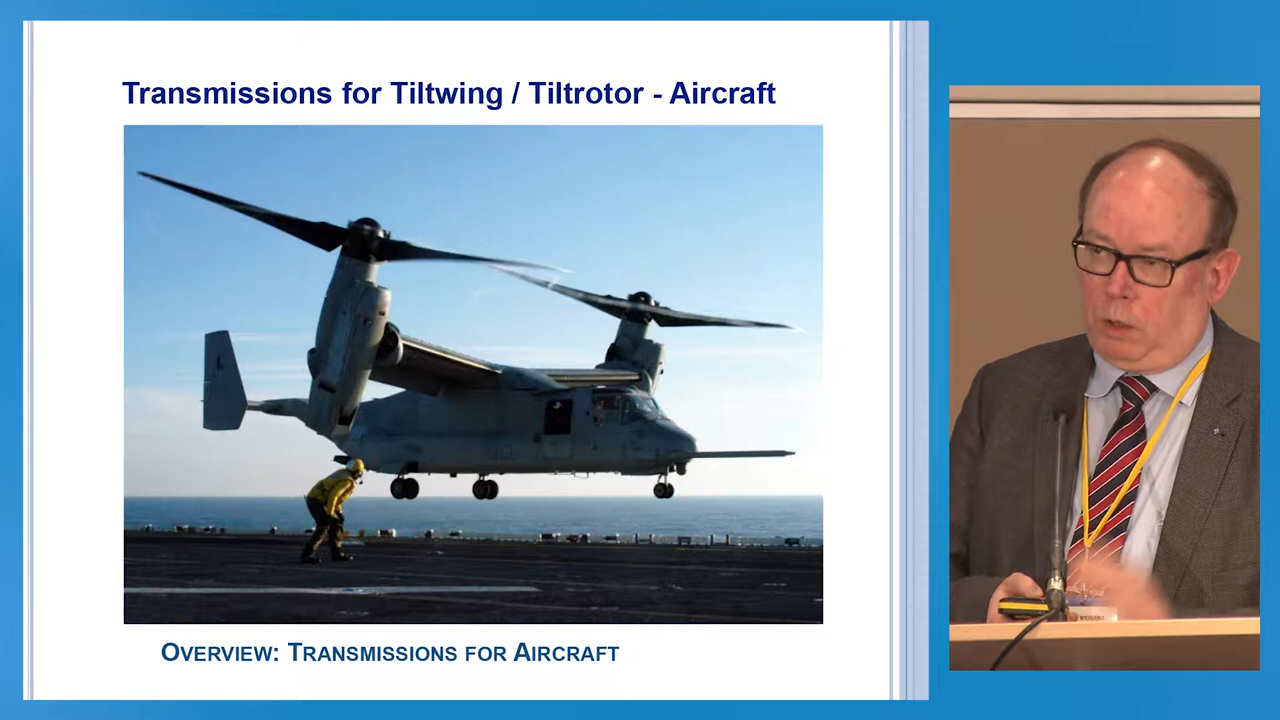 Transmissions for Tiltwing / Tiltrotor - Aircraft
OVERVIEW: TRANSMISSIONS FOR AIRCRAFT